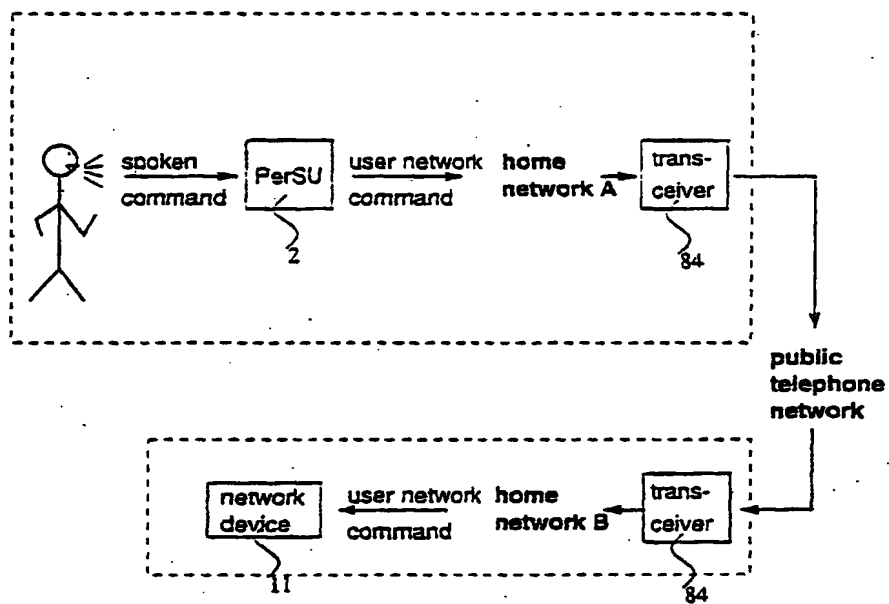 spoken
command
PerSU
2
user network
command
home
network A
trans-
ceiver
84
public
telephone
network
network
device
11
user network
command
home
network B
trans-
ceiver
84